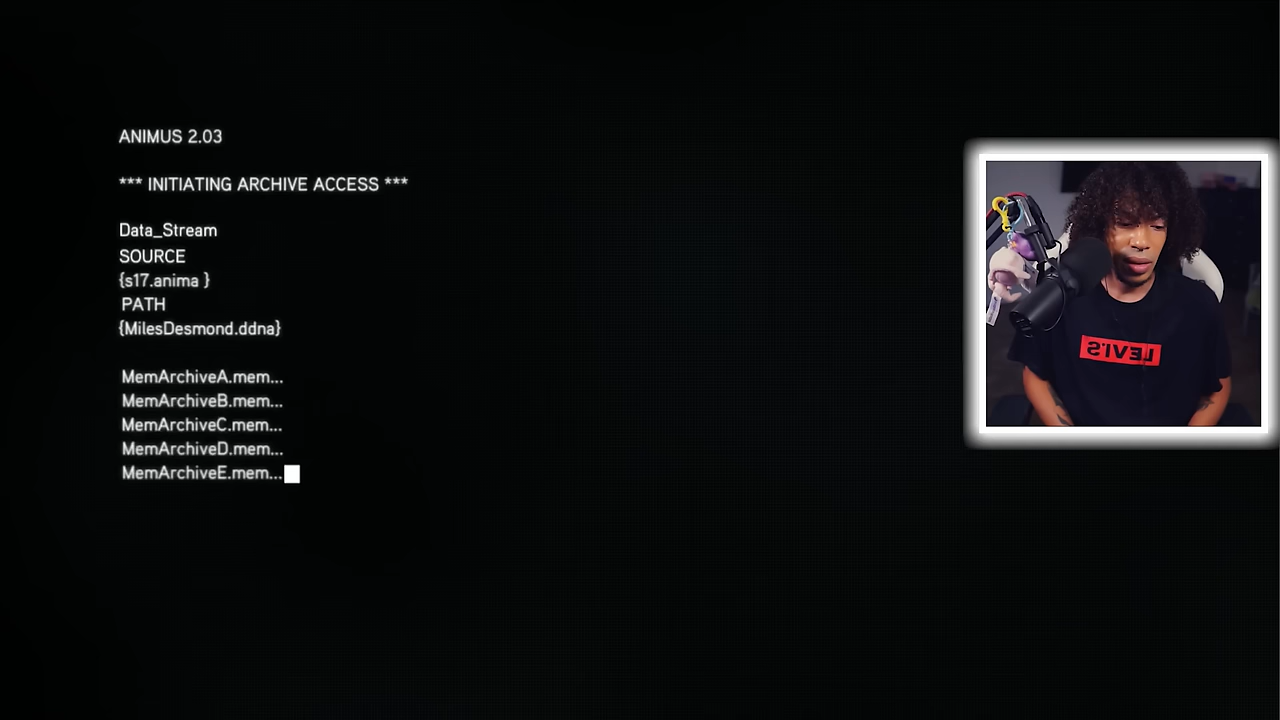 ANIMUS 2.03
*** INITIATING ARCHIVE ACCESS ***
Data_Stream
SOURCE
{s17.anima }
PATH
{MilesDesmond.ddna}
MemArchiveA.mem...
MemArchiveB.mem...
MemArchiveC.mem...
MemArchiveD.mem...
MemArchiveE.mem...
LEVI'S